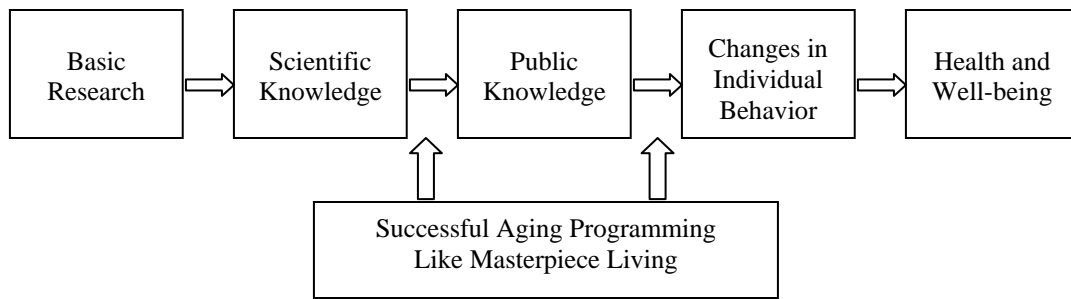 Basic
Research
Scientific
Knowledge
Public
Knowledge
Changes in
Individual
Behavior
Health and
Well-being
Successful Aging Programming
Like Masterpiece Living